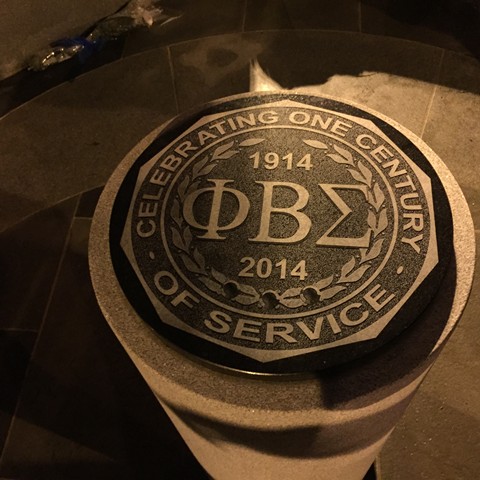 CELEBRATING ONE CENTURY
1914
ΦΒΣ
2014
· OF SERVICE ·